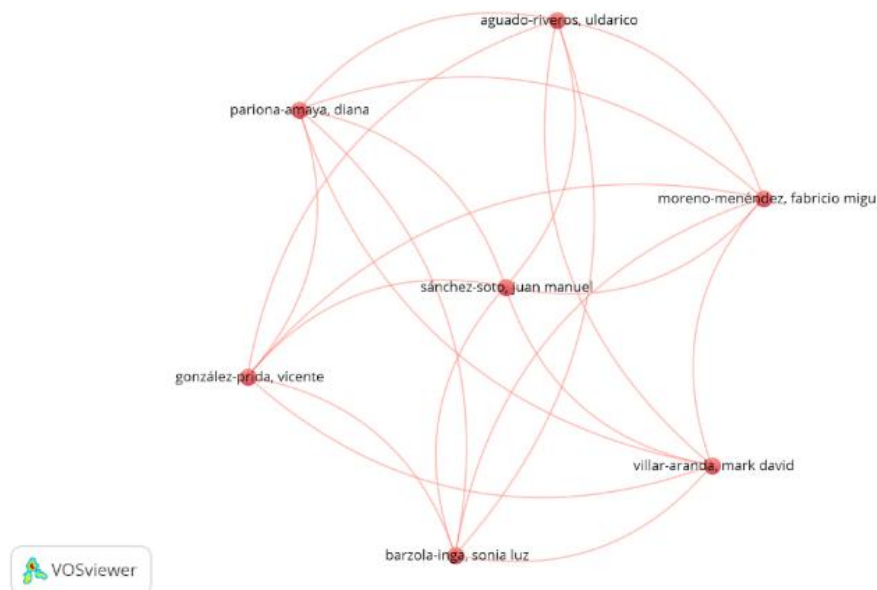 aguado-riveros, uldarico
pariona-amaya, diana
moreno-menéndez, fabricio migu
sánchez-soto, juan manuel
gonzález-prida, vicente
villar-aranda, mark david
barzola-inga, sonia luz
VOSviewer